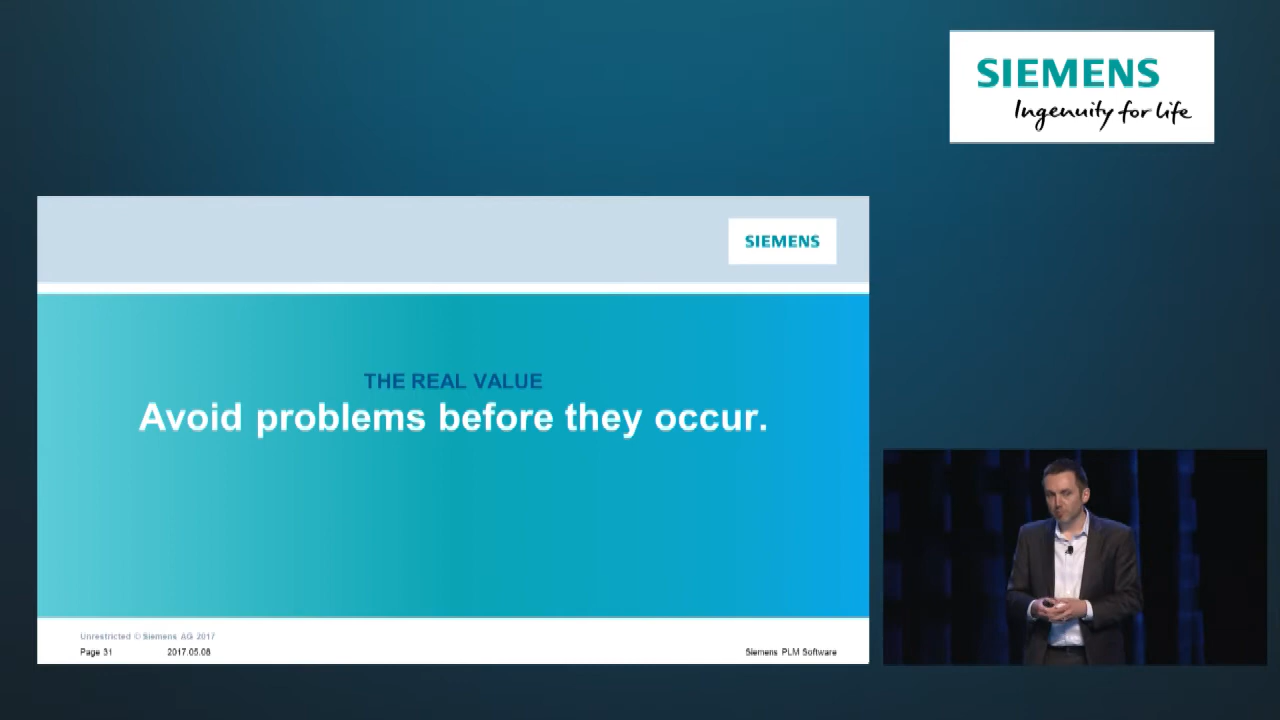 SIEMENS
Ingenuity for life
SIEMENS
THE REAL VALUE
Avoid problems before they occur.
Unrestricted © Siemens AG 2017
Page 31 2017.05.08 Siemens PLM Software